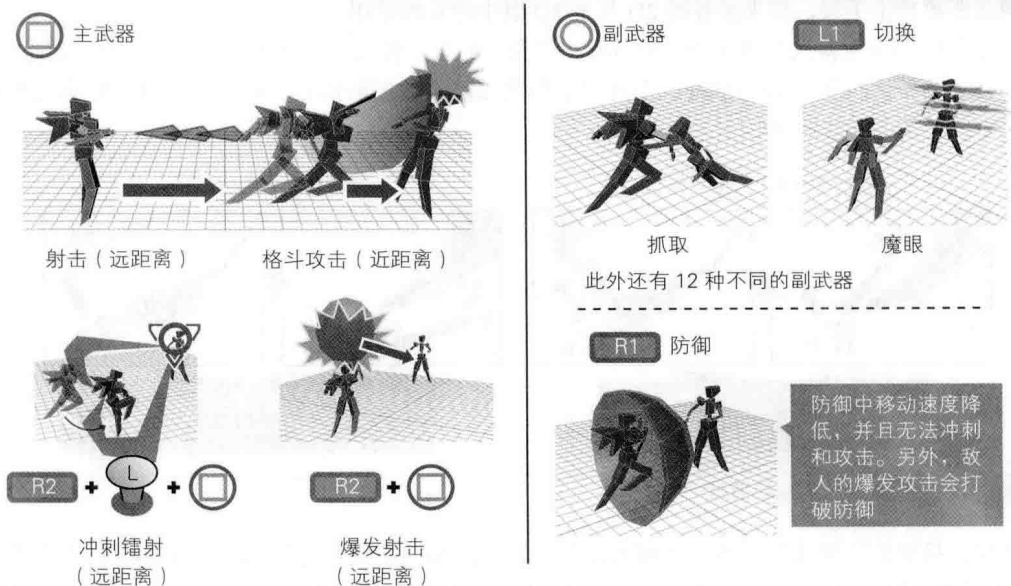 主武器
射击（远距离）
格斗攻击（近距离）
L
R2 + +
冲刺镭射
（远距离）
R2 +
爆发射击
（远距离）
副武器
L1 切换
抓取
魔眼
此外还有 12 种不同的副武器
R1 防御
防御中移动速度降
低，并且无法冲刺
和攻击。另外，敌
人的爆发攻击会打
破防御